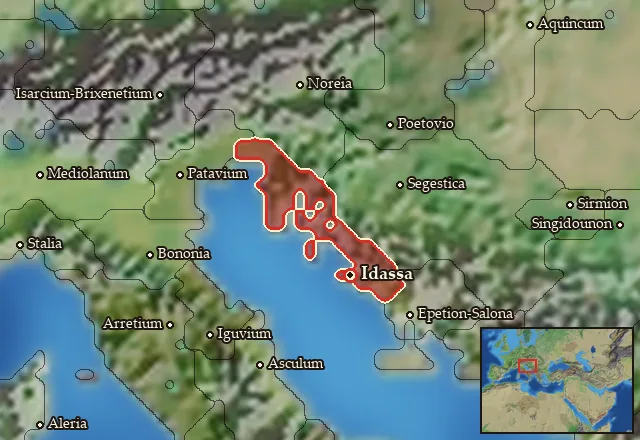 Aquincum
Noreia
Isarcium-Brixenetium
Poetovio
Mediolanum
Patavium
Segestica
Sirmion
Singidounon
Stalia
Bononia
Idassa
Epetion-Salona
Arretium
Iguvium
Asculum
Aleria